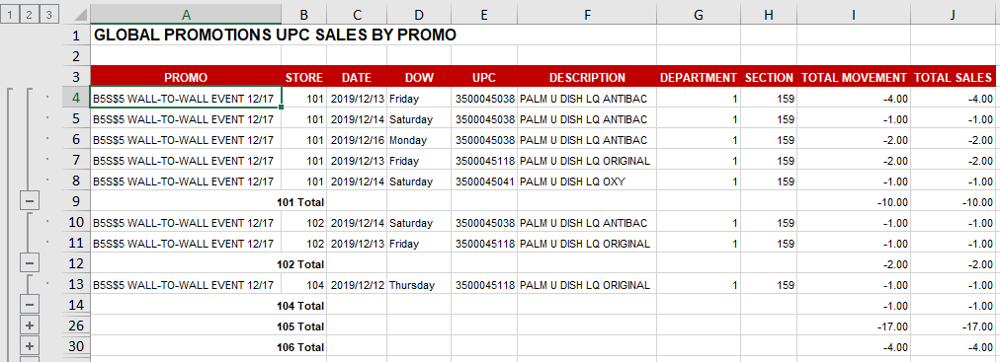 1 2 3 A B C D E F G H I J
1 GLOBAL PROMOTIONS UPC SALES BY PROMO
2
3 PROMO STORE DATE DOW UPC DESCRIPTION DEPARTMENT SECTION TOTAL MOVEMENT TOTAL SALES
4 B5S$5 WALL-TO-WALL EVENT 12/17 101 2019/12/13 Friday 3500045038 PALM U DISH LQ ANTIBAC 1 159 -4.00 -4.00
5 B5S$5 WALL-TO-WALL EVENT 12/17 101 2019/12/14 Saturday 3500045038 PALM U DISH LQ ANTIBAC 1 159 -1.00 -1.00
6 B5S$5 WALL-TO-WALL EVENT 12/17 101 2019/12/16 Monday 3500045038 PALM U DISH LQ ANTIBAC 1 159 -2.00 -2.00
7 B5S$5 WALL-TO-WALL EVENT 12/17 101 2019/12/13 Friday 3500045118 PALM U DISH LQ ORIGINAL 1 159 -2.00 -2.00
8 B5S$5 WALL-TO-WALL EVENT 12/17 101 2019/12/14 Saturday 3500045041 PALM U DISH LQ OXY 1 159 -1.00 -1.00
9 101 Total -10.00 -10.00
10 B5S$5 WALL-TO-WALL EVENT 12/17 102 2019/12/14 Saturday 3500045038 PALM U DISH LQ ANTIBAC 1 159 -1.00 -1.00
11 B5S$5 WALL-TO-WALL EVENT 12/17 102 2019/12/13 Friday 3500045118 PALM U DISH LQ ORIGINAL 1 159 -1.00 -1.00
12 102 Total -2.00 -2.00
13 B5S$5 WALL-TO-WALL EVENT 12/17 104 2019/12/12 Thursday 3500045118 PALM U DISH LQ ORIGINAL 1 159 -1.00 -1.00
14 104 Total -1.00 -1.00
26 105 Total -17.00 -17.00
30 106 Total -4.00 -4.00